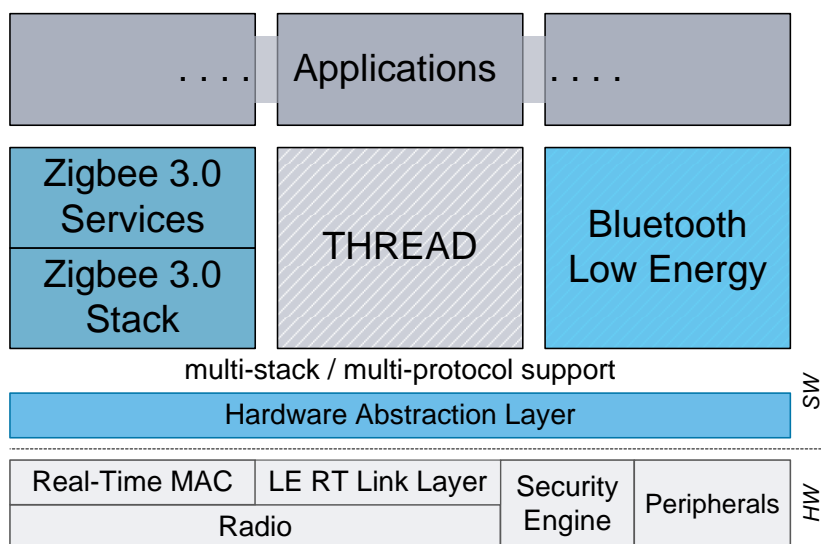 . . . . Applications . . . .
Zigbee 3.0
Services
Zigbee 3.0
Stack
THREAD
Bluetooth
Low Energy
multi-stack / multi-protocol support
SW
Hardware Abstraction Layer
Real-Time MAC
LE RT Link Layer
Radio
Security
Engine
Peripherals
HW